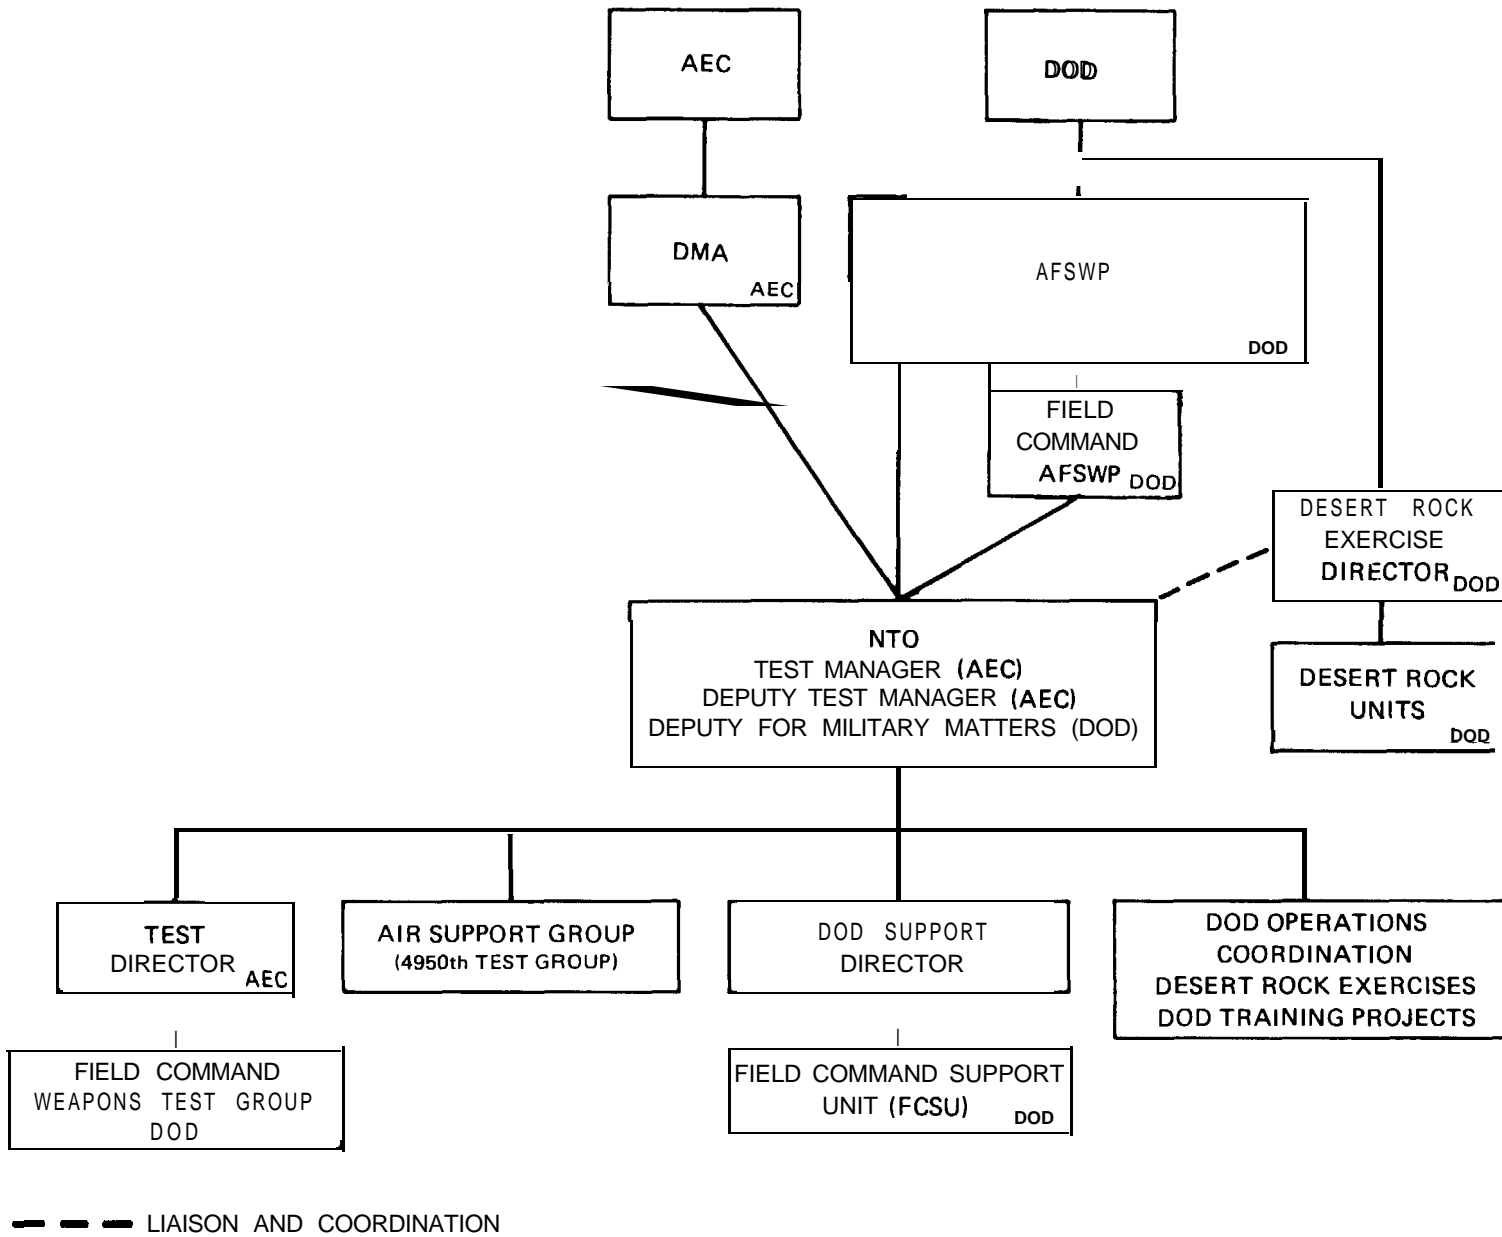 AEC
DOD
DMA
AEC
AFSWP
DOD
FIELD
COMMAND
AFSWP DOD
DESERT ROCK
EXERCISE
DIRECTOR DOD
NTO
TEST MANAGER (AEC)
DEPUTY TEST MANAGER (AEC)
DEPUTY FOR MILITARY MATTERS (DOD)
DESERT ROCK
UNITS
DOD
TEST
DIRECTOR AEC
AIR SUPPORT GROUP
(4950th TEST GROUP)
DOD SUPPORT
DIRECTOR
DOD OPERATIONS
COORDINATION
DESERT ROCK EXERCISES
DOD TRAINING PROJECTS
FIELD COMMAND
WEAPONS TEST GROUP
DOD
FIELD COMMAND SUPPORT
UNIT (FCSU) DOD
LIAISON AND COORDINATION